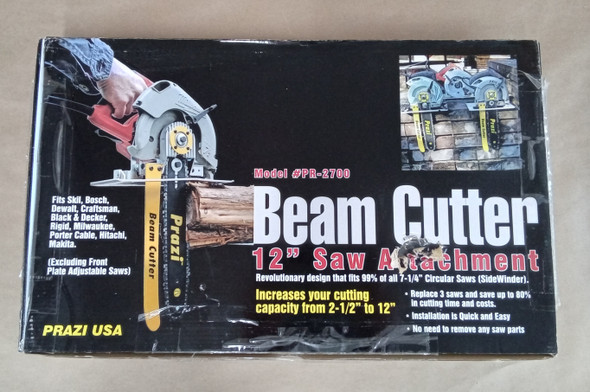 Model #PR-2700
Beam Cutter
12" Saw Attachment
Revolutionary design that fits 99% of all 7-1/4" Circular Saws (SideWinder).
Increases your cutting
capacity from 2-1/2" to 12"
• Replace 3 saws and save up to 80%
in cutting time and costs.
• Installation is Quick and Easy
• No need to remove any saw parts
Fits Skil, Bosch,
Dewalt, Craftsman,
Black & Decker,
Rigid, Milwaukee,
Porter Cable, Hitachi,
Makita.
(Excluding Front
Plate Adjustable Saws)
PRAZI USA
Beam Cutter
Prazi
Prazi
Prazi